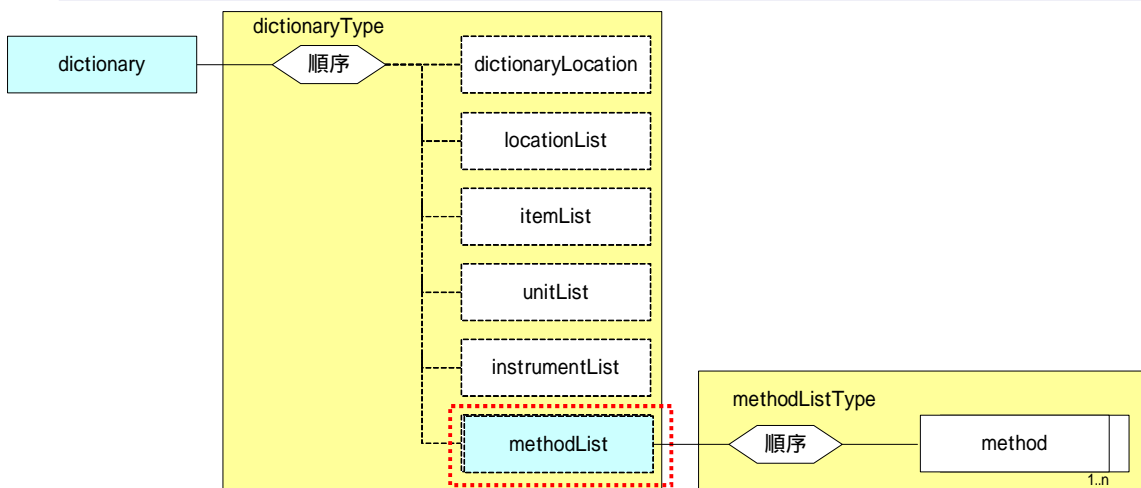 dictionaryType
dictionary
順序
dictionaryLocation
locationList
itemList
unitList
instrumentList
methodList
methodListType
順序
method
1..n